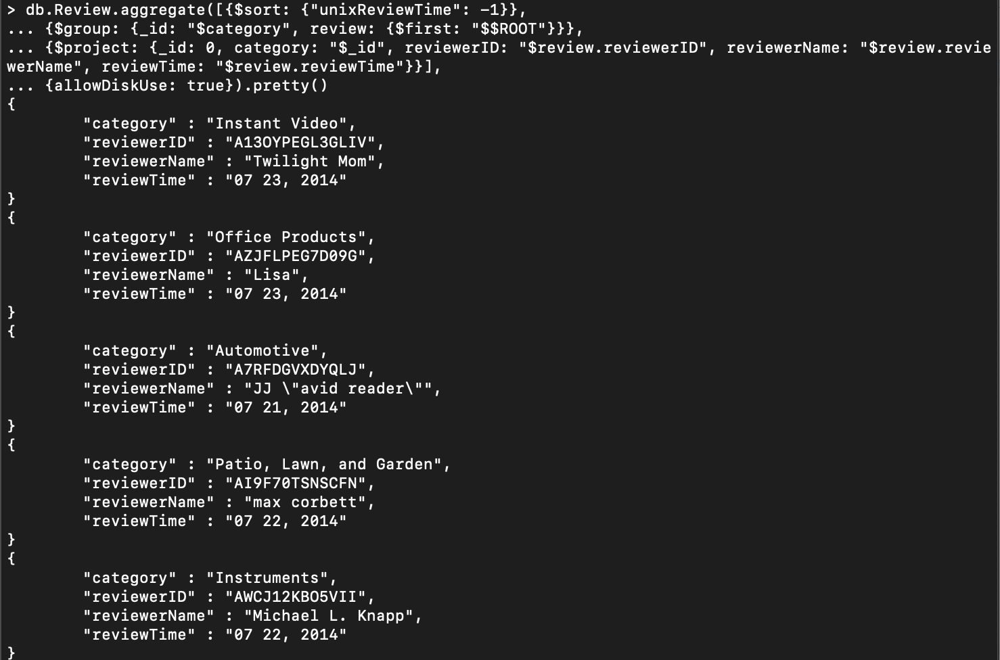 > db.Review.aggregate([{$sort: {"unixReviewTime": -1}},
... {$group: {_id: "$category", review: {$first: "$$ROOT"}}},
... {$project: {_id: 0, category: "$_id", reviewerID: "$review.reviewerID", reviewerName: "$review.revie
werName", reviewTime: "$review.reviewTime"}}],
... {allowDiskUse: true}).pretty()
{
        "category" : "Instant Video",
        "reviewerID" : "A13OYPEGL3GLIV",
        "reviewerName" : "Twilight Mom",
        "reviewTime" : "07 23, 2014"
}
{
        "category" : "Office Products",
        "reviewerID" : "AZJFLPEG7D09G",
        "reviewerName" : "Lisa",
        "reviewTime" : "07 23, 2014"
}
{
        "category" : "Automotive",
        "reviewerID" : "A7RFDGVXDYQLJ",
        "reviewerName" : "JJ \"avid reader\"",
        "reviewTime" : "07 21, 2014"
}
{
        "category" : "Patio, Lawn, and Garden",
        "reviewerID" : "AI9F70TSNSCFN",
        "reviewerName" : "max corbett",
        "reviewTime" : "07 22, 2014"
}
{
        "category" : "Instruments",
        "reviewerID" : "AWCJ12KBO5VII",
        "reviewerName" : "Michael L. Knapp",
        "reviewTime" : "07 22, 2014"
}